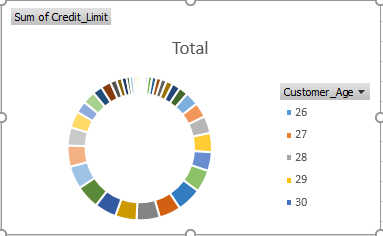 Sum of Credit_Limit
Total
Customer_Age
26
27
28
29
30